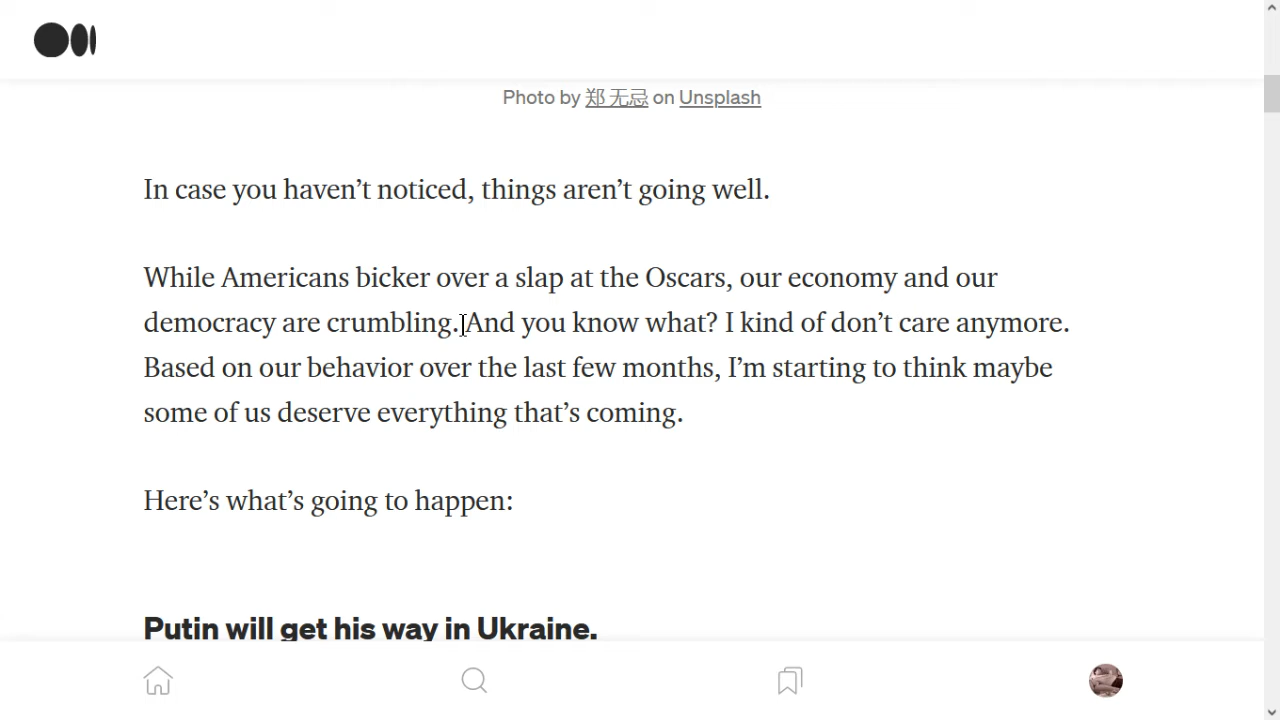 Photo by 郑 无忌 on Unsplash
In case you haven’t noticed, things aren’t going well.
While Americans bicker over a slap at the Oscars, our economy and our
democracy are crumbling. And you know what? I kind of don’t care anymore.
Based on our behavior over the last few months, I’m starting to think maybe
some of us deserve everything that’s coming.
Here’s what’s going to happen:
Putin will get his way in Ukraine.